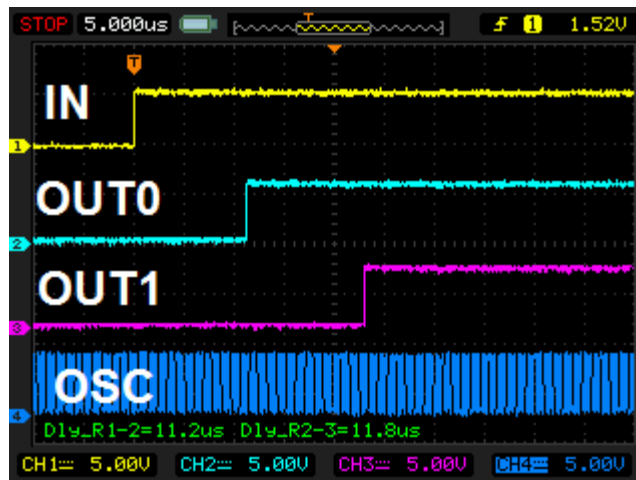 STOP 5.000us T ⨍ 1 1.52V
T
IN
1
OUT0
2
OUT1
3
OSC
4
Dly_R1-2=11.2us Dly_R2-3=11.8us
CH1 5.00V CH2 5.00V CH3 5.00V CH4 5.00V